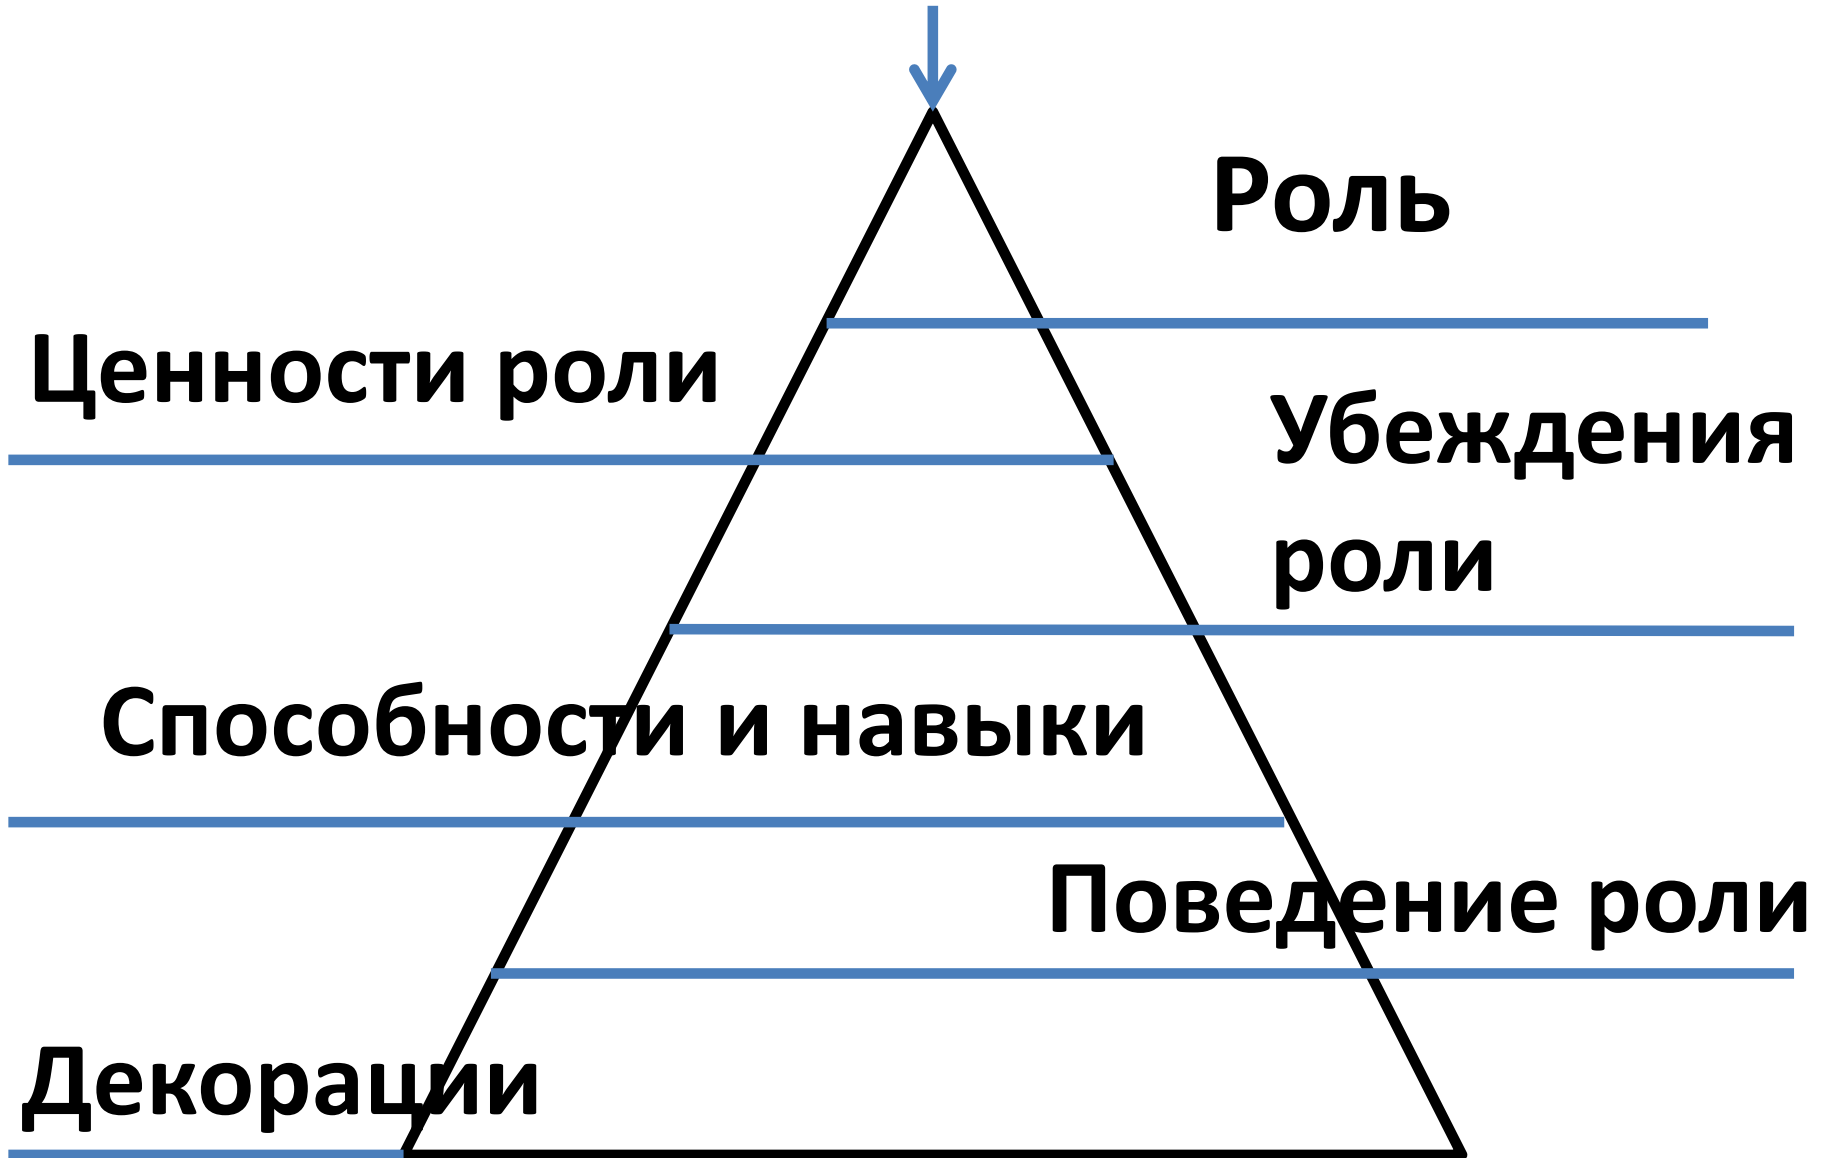 Роль
Ценности роли
Убеждения
роли
Способности и навыки
Поведение роли
Декорации